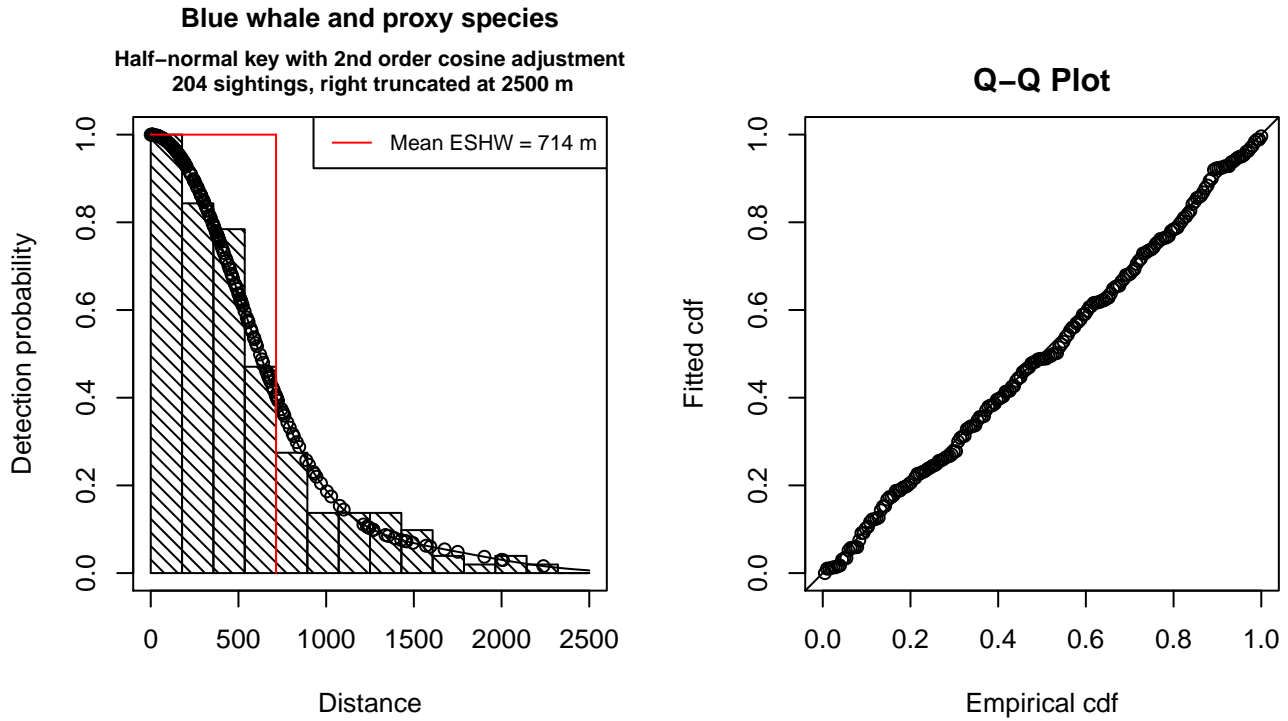 Blue whale and proxy species
Half−normal key with 2nd order cosine adjustment
204 sightings, right truncated at 2500 m
Mean ESHW = 714 m
Detection probability
0.0 0.2 0.4 0.6 0.8 1.0
0 500 1000 1500 2000 2500
Distance
Q−Q Plot
Fitted cdf
0.0 0.2 0.4 0.6 0.8 1.0
0.0 0.2 0.4 0.6 0.8 1.0
Empirical cdf